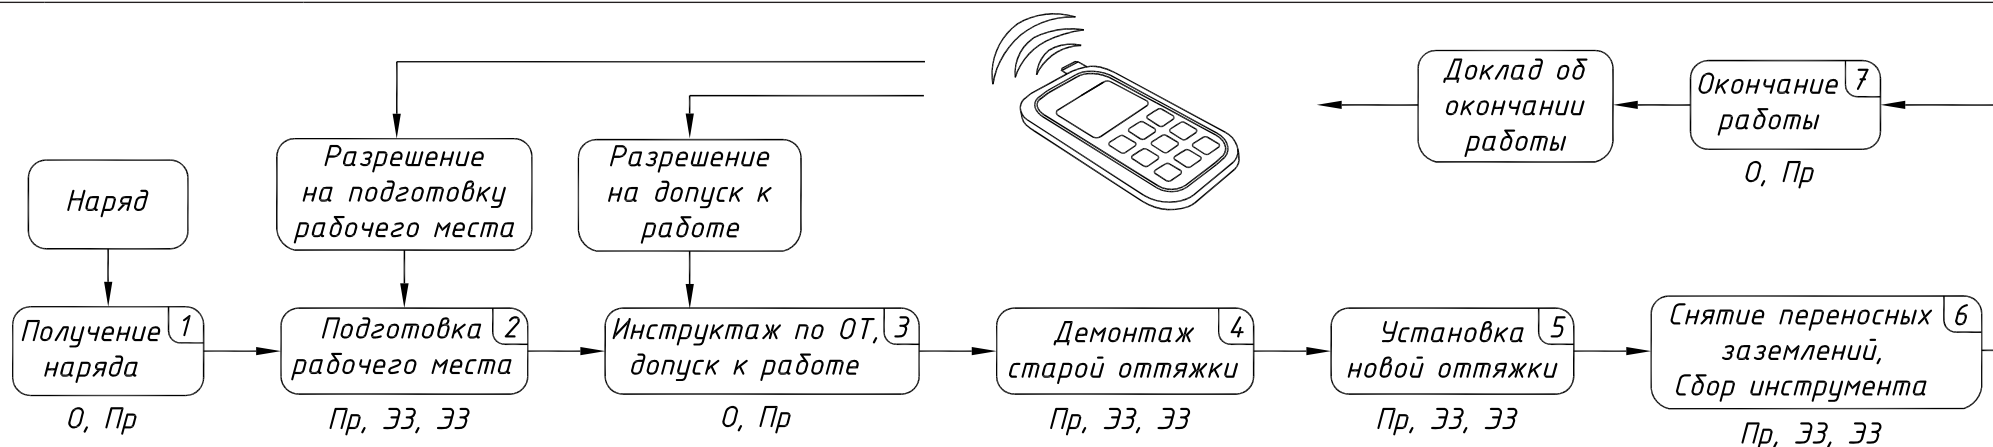 Наряд
Разрешение
на подготовку
рабочего места
Разрешение
на допуск к
работе
Доклад об
окончании
работы
Окончание 7
работы
О, Пр
Получение 1
наряда
О, Пр
Подготовка 2
рабочего места
Пр, ЭЗ, ЭЗ
Инструктаж по ОТ, 3
допуск к работе
О, Пр
Демонтаж 4
старой оттяжки
Пр, ЭЗ, ЭЗ
Установка 5
новой оттяжки
Пр, ЭЗ, ЭЗ
Снятие переносных 6
заземлений,
Сбор инструмента
Пр, ЭЗ, ЭЗ